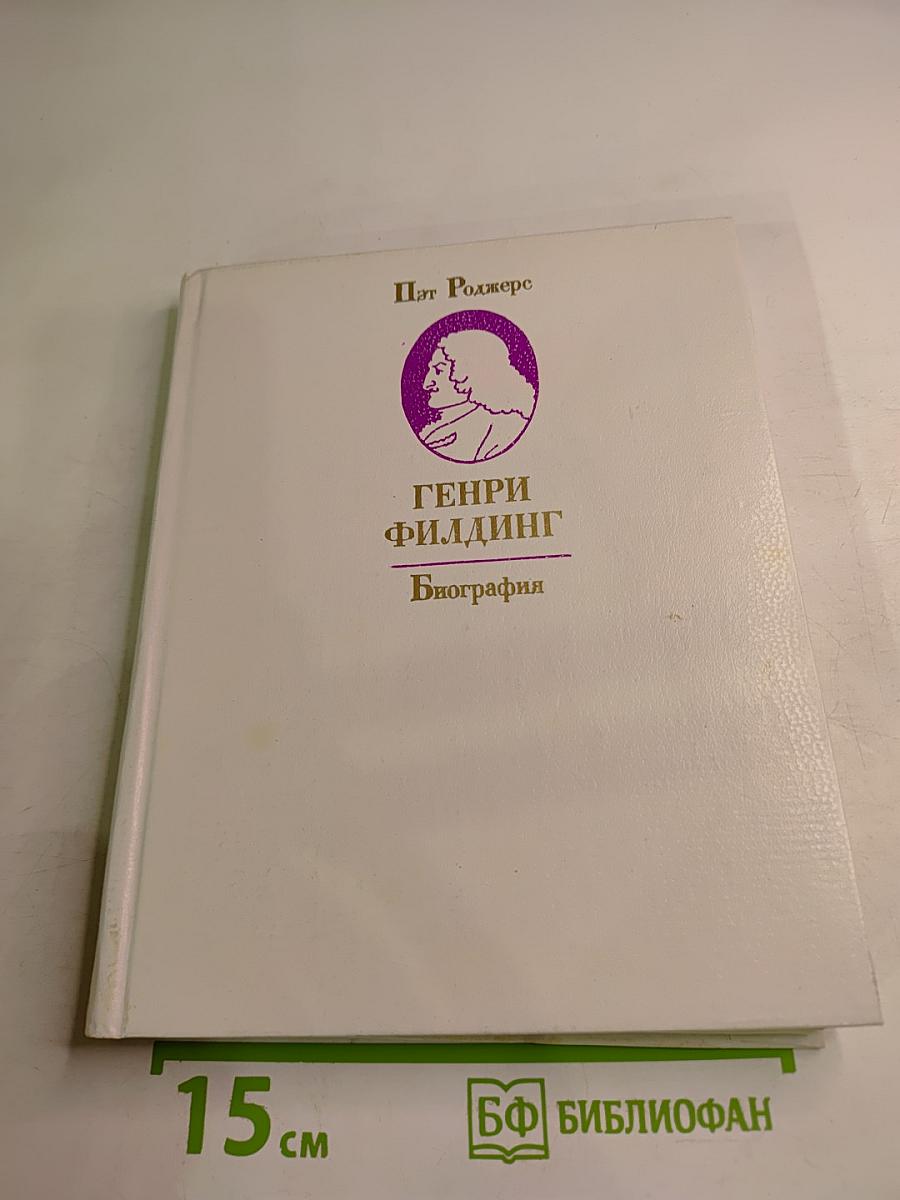 Пэт Роджерс
ГЕНРИ
ФИЛДИНГ
Биография
15 см
БФ БИБЛИОФАН